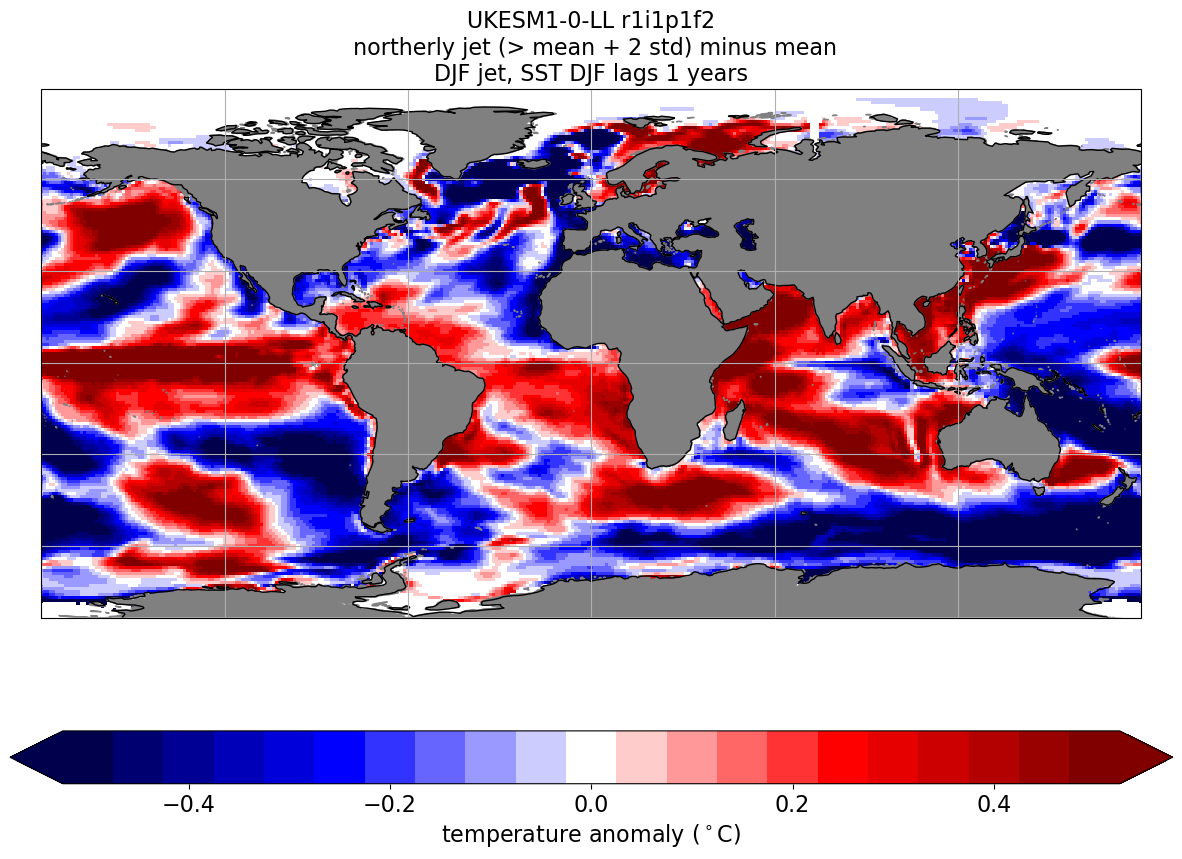 UKESM1-0-LL r1i1p1f2
northerly jet (> mean + 2 std) minus mean
DJF jet, SST DJF lags 1 years
−0.4 −0.2 0.0 0.2 0.4
temperature anomaly (°C)